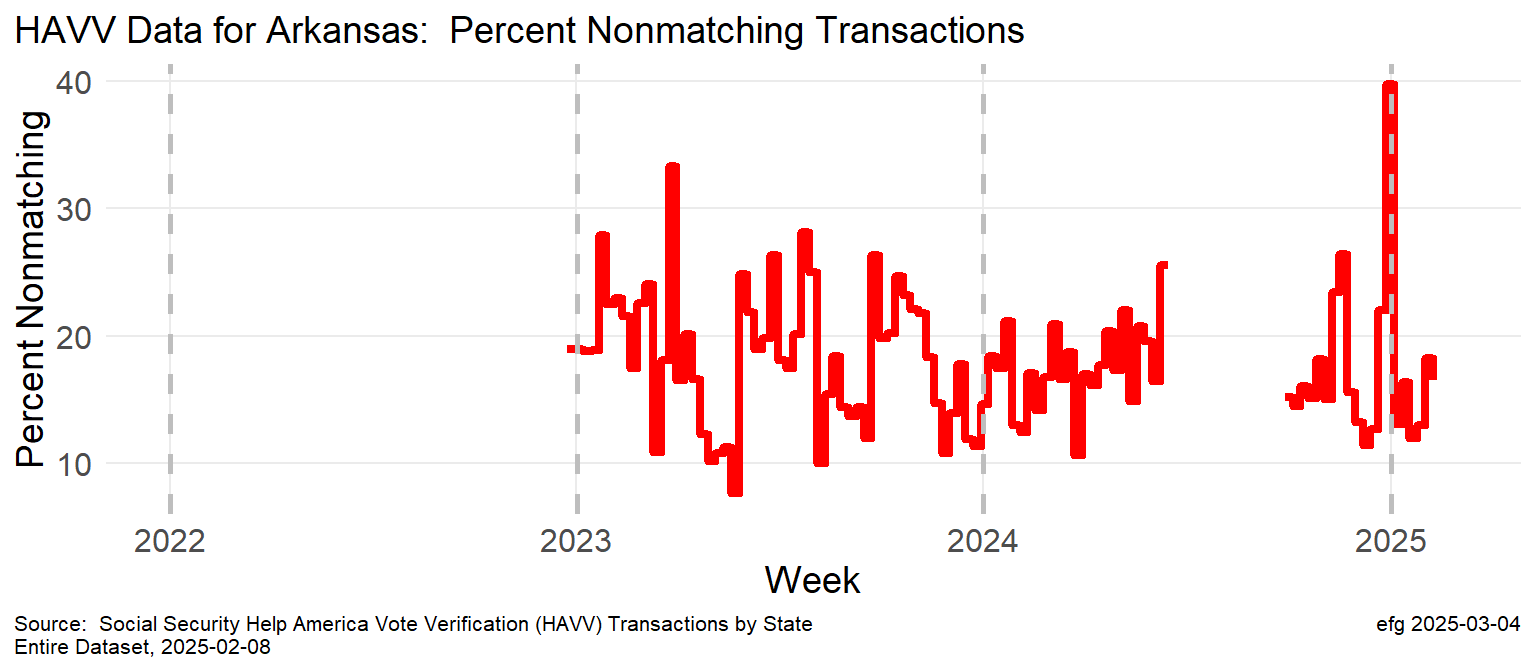 HAVV Data for Arkansas:  Percent Nonmatching Transactions
Percent Nonmatching
40
30
20
10
2022 2023 2024 2025
Week
Source:  Social Security Help America Vote Verification (HAVV) Transactions by State
Entire Dataset, 2025-02-08
efg 2025-03-04